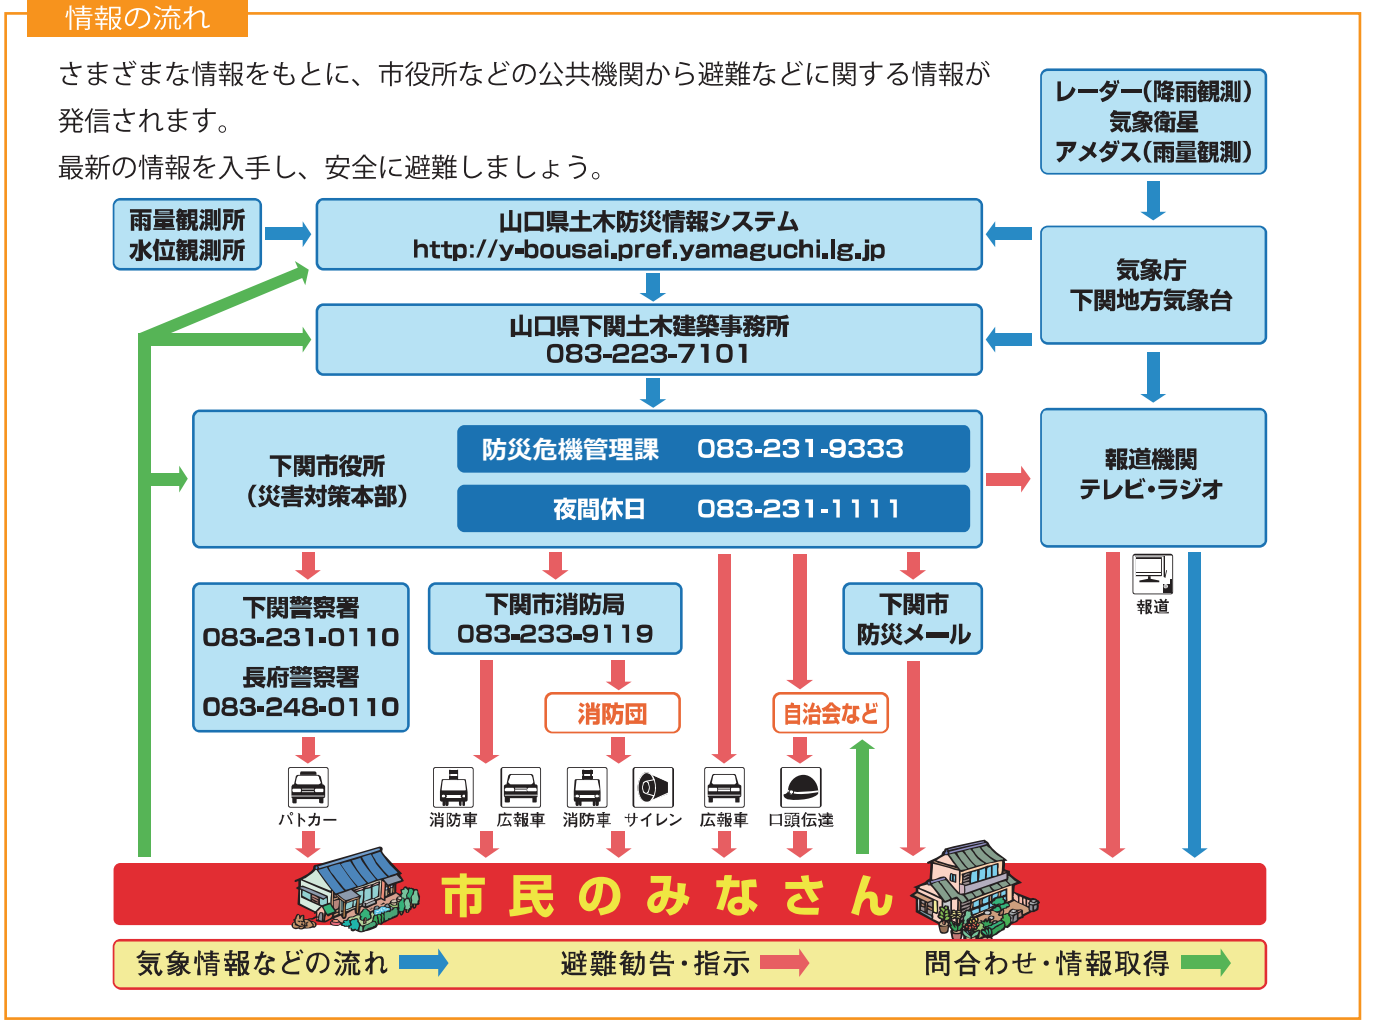 情報の流れ
さまざまな情報をもとに、市役所などの公共機関から避難などに関する情報が
発信されます。
最新の情報を入手し、安全に避難しましょう。
レーダー(降雨観測)
気象衛星
アメダス(雨量観測)
雨量観測所
水位観測所
山口県土木防災情報システム
http://y-bousai.pref.yamaguchi.lg.jp
気象庁
下関地方気象台
山口県下関土木建築事務所
083-223-7101
下関市役所
(災害対策本部)
防災危機管理課 083-231-9333
夜間休日 083-231-1111
報道機関
テレビ・ラジオ
下関警察署
083-231-0110
長府警察署
083-248-0110
下関市消防局
083-233-9119
下関市
防災メール
報道
消防団
自治会など
パトカー
消防車
広報車
消防車
サイレン
広報車
口頭伝達
市民のみなさん
気象情報などの流れ
避難勧告・指示
問合わせ・情報取得